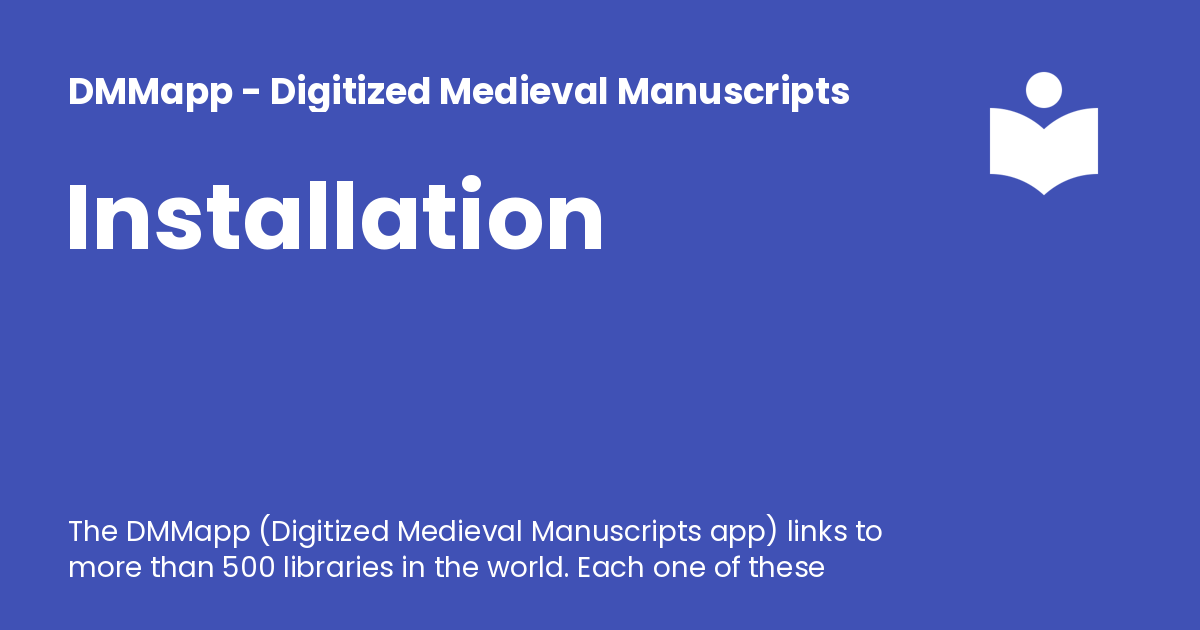 DMMapp - Digitized Medieval Manuscripts
Installation
The DMMapp (Digitized Medieval Manuscripts app) links to
more than 500 libraries in the world. Each one of these